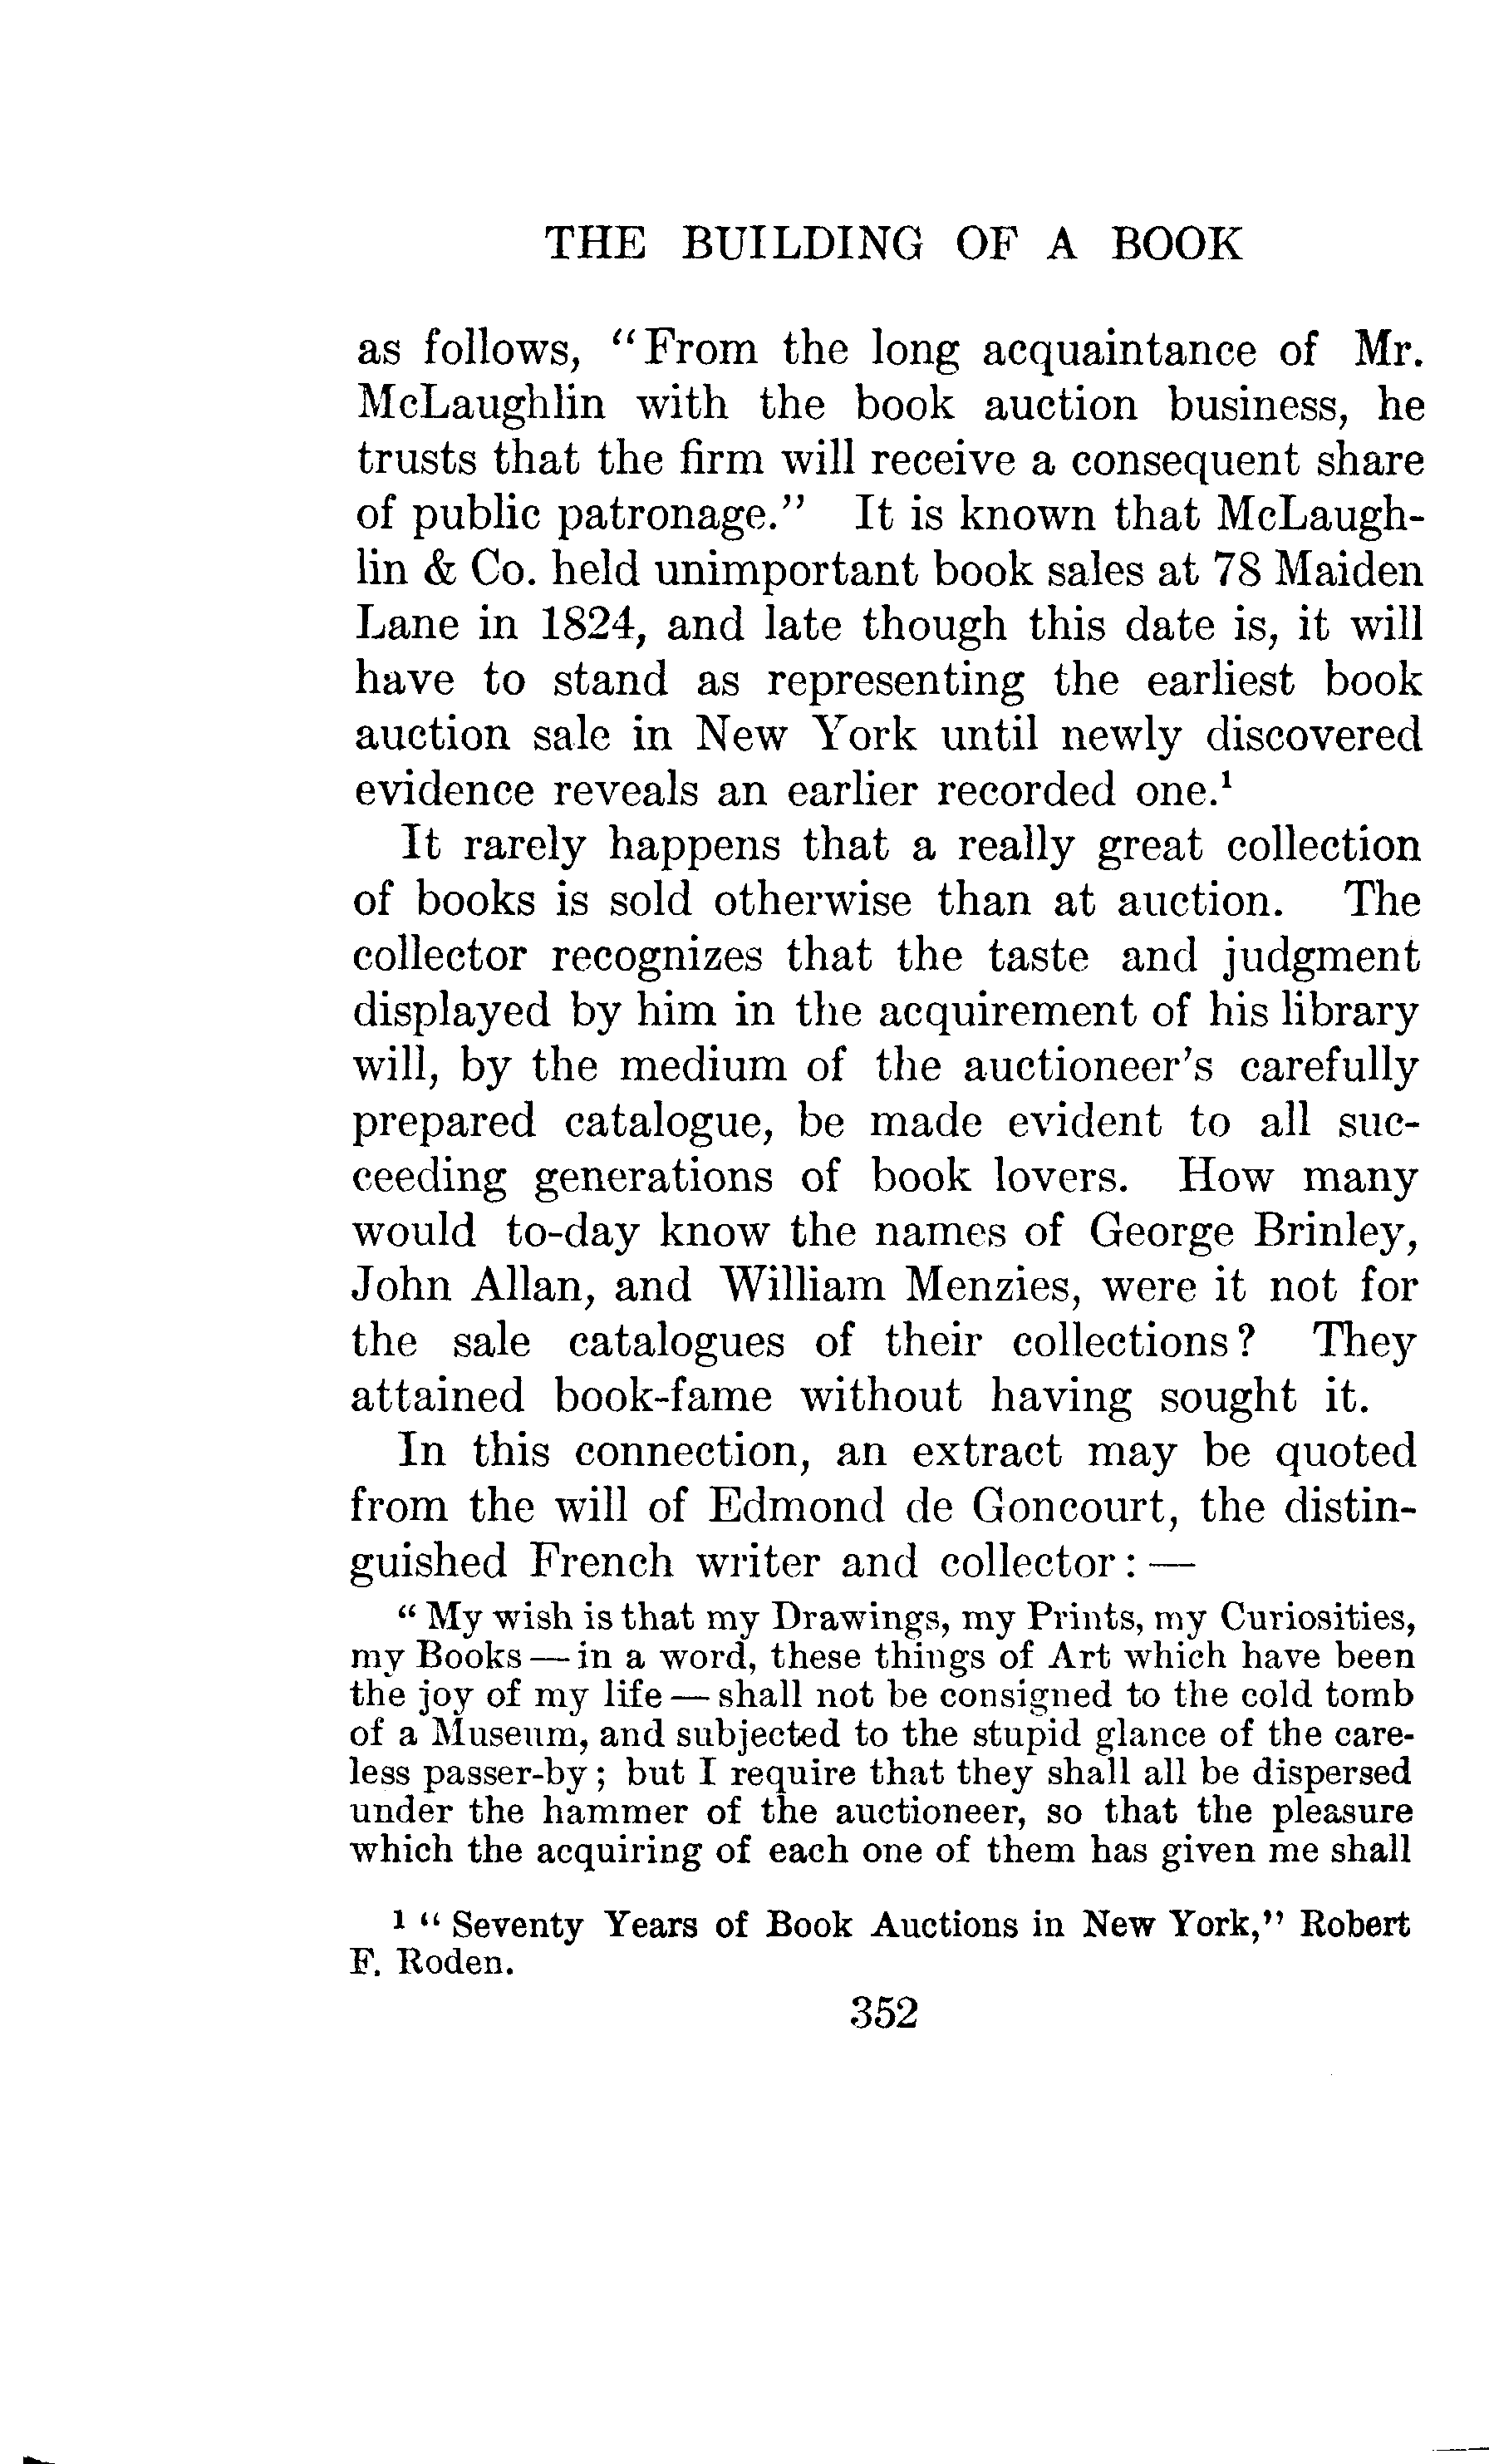 THE BUILDING OF A BOOK
as follows, "From the long acquaintance of Mr.
McLaughlin with the book auction business, he
trusts that the firm will receive a consequent share
of public patronage." It is known that McLaugh-
lin & Co. held unimportant book sales at 78 Maiden
Lane in 1824, and late though this date is, it will
have to stand as representing the earliest book
auction sale in New York until newly discovered
evidence reveals an earlier recorded one.¹
It rarely happens that a really great collection
of books is sold otherwise than at auction. The
collector recognizes that the taste and judgment
displayed by him in the acquirement of his library
will, by the medium of the auctioneer's carefully
prepared catalogue, be made evident to all suc-
ceeding generations of book lovers. How many
would to-day know the names of George Brinley,
John Allan, and William Menzies, were it not for
the sale catalogues of their collections? They
attained book-fame without having sought it.
In this connection, an extract may be quoted
from the will of Edmond de Goncourt, the distin-
guished French writer and collector: —
"My wish is that my Drawings, my Prints, my Curiosities,
my Books — in a word, these things of Art which have been
the joy of my life — shall not be consigned to the cold tomb
of a Museum, and subjected to the stupid glance of the care-
less passer-by; but I require that they shall all be dispersed
under the hammer of the auctioneer, so that the pleasure
which the acquiring of each one of them has given me shall
¹ "Seventy Years of Book Auctions in New York," Robert
F. Roden.
352